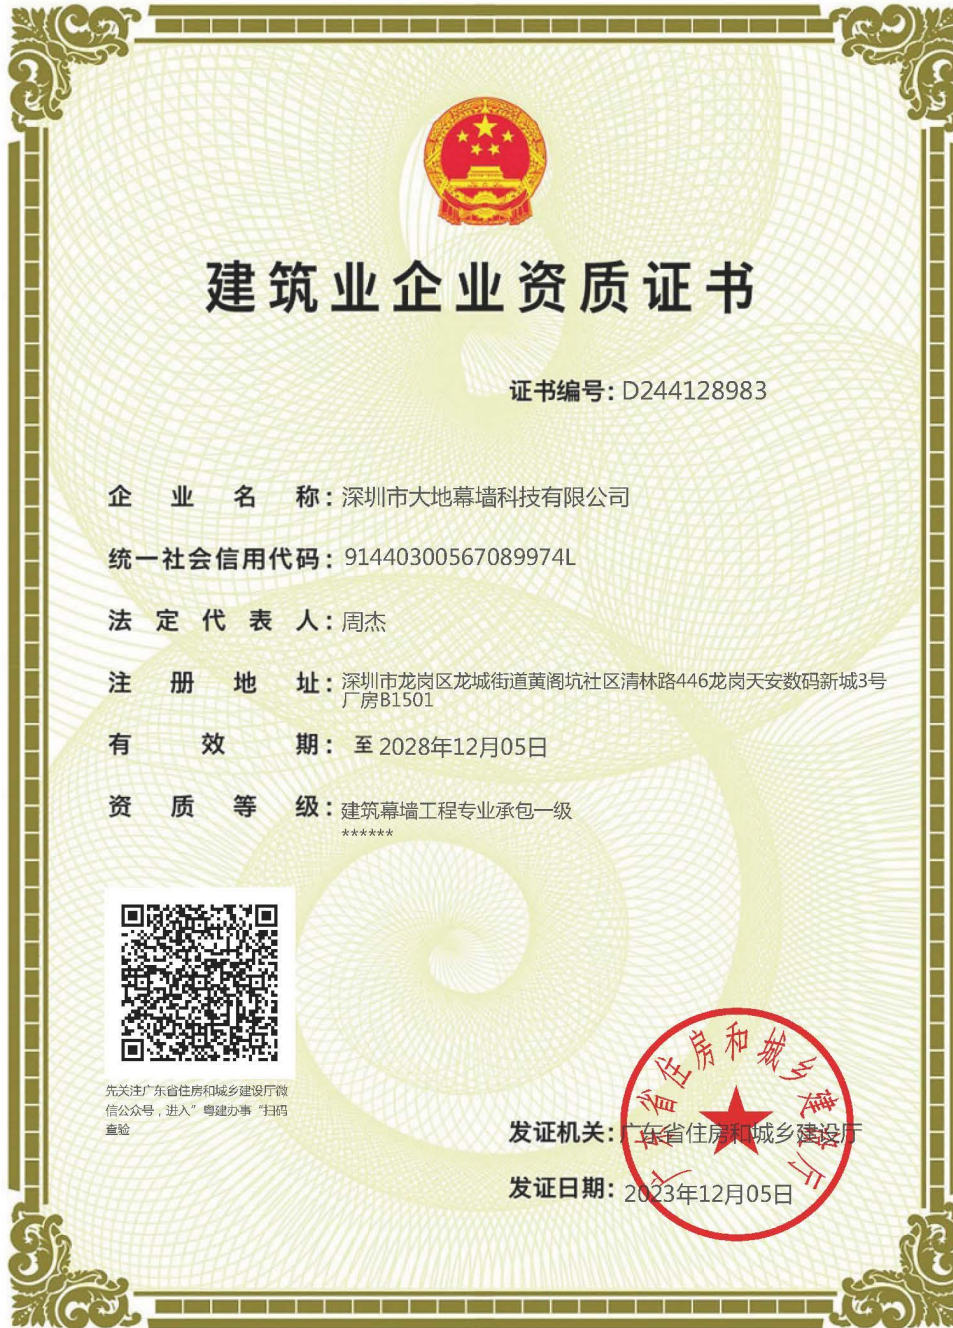 建筑业企业资质证书
证书编号：D244128983
企业名称：深圳市大地幕墙科技有限公司
统一社会信用代码：91440300567089974L
法定代表人：周杰
注册地址：深圳市龙岗区龙城街道黄阁坑社区清林路446龙岗天安数码新城3号
厂房B1501
有效期：至 2028年12月05日
资质等级：建筑幕墙工程专业承包一级
******
先关注广东省住房和城乡建设厅微
信公众号，进入”粤建办事“扫码
查验
广东省住房和城乡建设厅
发证机关：广东省住房和城乡建设厅
发证日期：2023年12月05日